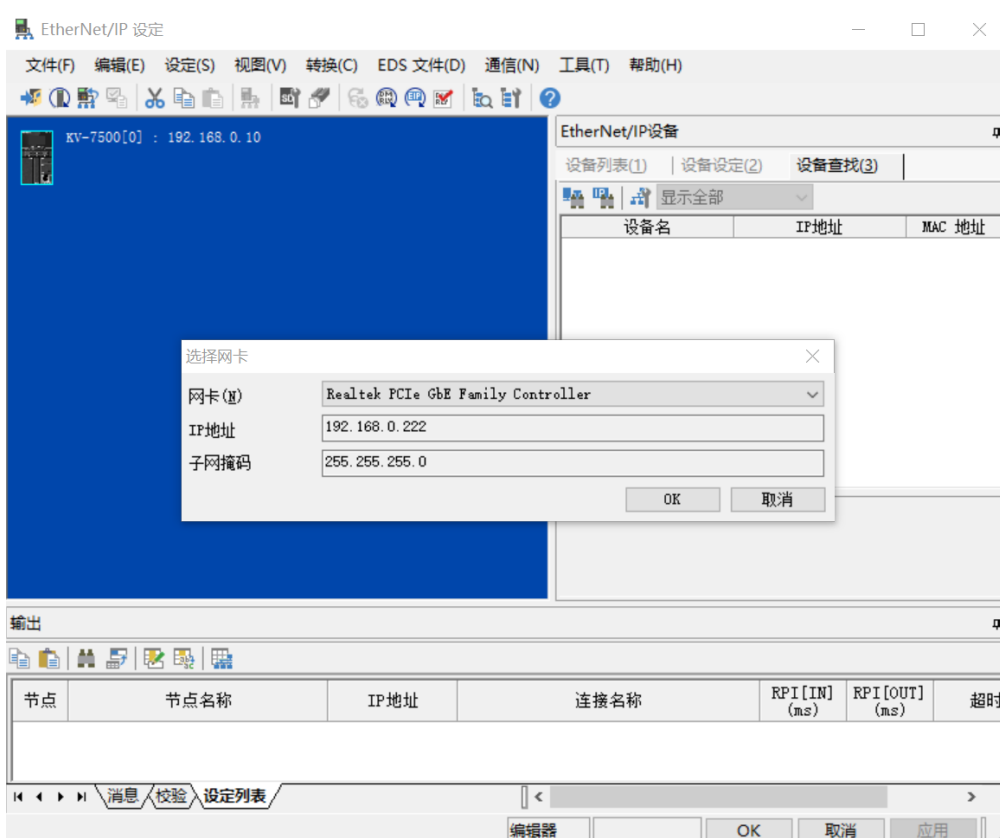 EtherNet/IP 设定
文件(F) 编辑(E) 设定(S) 视图(V) 转换(C) EDS 文件(D) 通信(N) 工具(T) 帮助(H)
KV-7500[0] : 192.168.0.10
EtherNet/IP设备
设备列表(1) 设备设定(2) 设备查找(3)
显示全部
设备名 IP地址 MAC 地址
选择网卡
网卡(N) Realtek PCIe GbE Family Controller
IP地址 192.168.0.222
子网掩码 255.255.255.0
OK 取消
输出
节点 节点名称 IP地址 连接名称 RPI[IN] (ms) RPI[OUT] (ms) 超时
消息 校验 设定列表
编辑器 OK 取消 应用